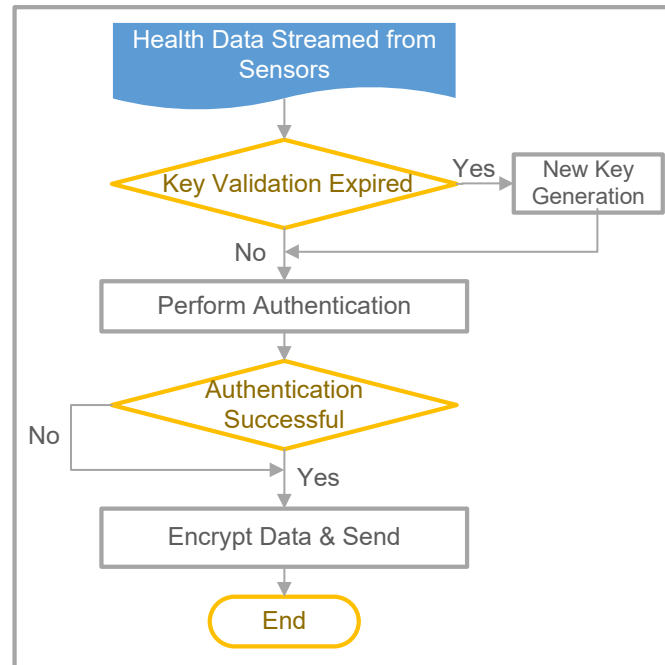 Health Data Streamed from
Sensors
Key Validation Expired
Yes
New Key
Generation
No
Perform Authentication
Authentication
Successful
No
Yes
Encrypt Data & Send
End